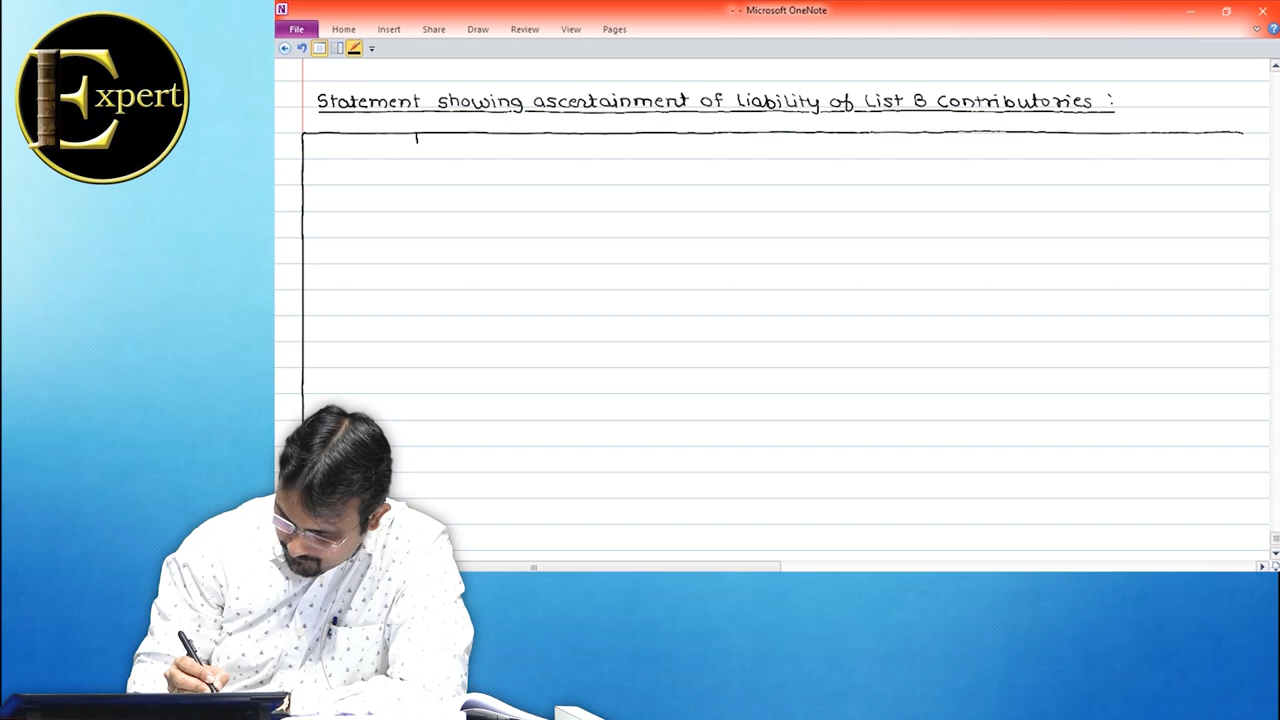 Expert
- - Microsoft OneNote
File Home Insert Share Draw Review View Pages
Statement showing ascertainment of liability of List B Contributories :